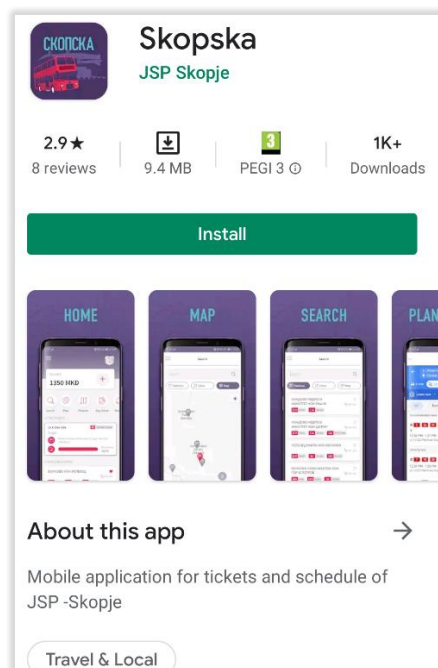 СКОПСКА
Skopska
JSP Skopje
2.9★
8 reviews
9.4 MB
3
PEGI 3 ⓘ
1K+
Downloads
Install
HOME
MAP
SEARCH
PLAN
1350 MKD
About this app
Mobile application for tickets and schedule of
JSP -Skopje
Travel & Local